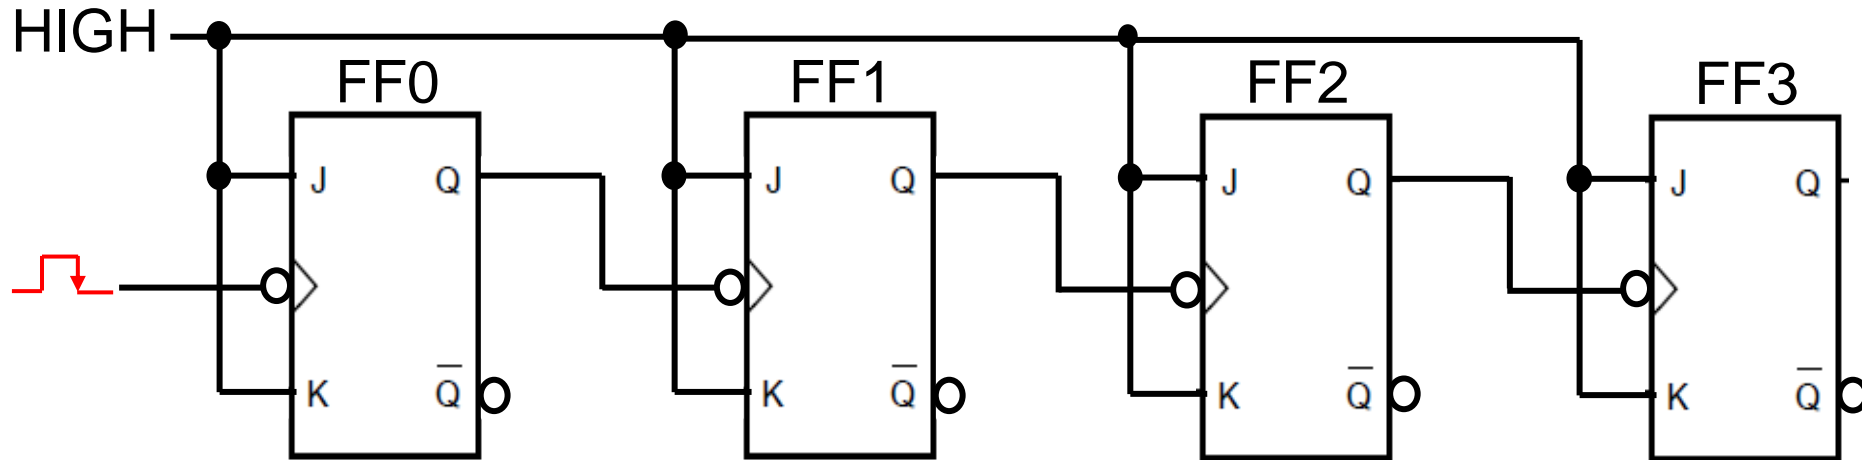 HIGH
FF0 FF1 FF2 FF3
J Q J Q J Q J Q
K Q̅ K Q̅ K Q̅ K Q̅